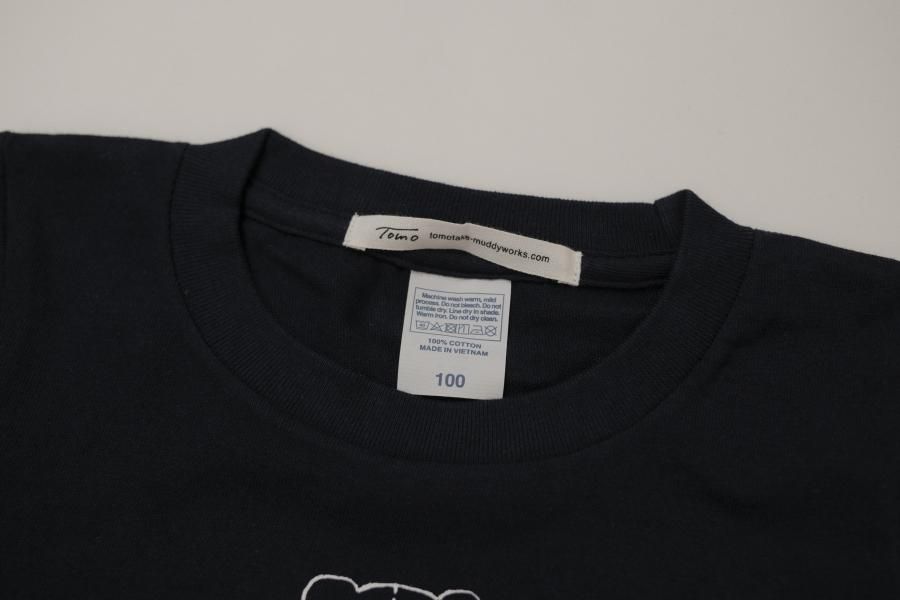 Tomo tomotake-muddyworks.com
Machine wash warm, mild
process. Do not bleach. Do not
tumble dry. Line dry in shade.
Warm Iron. Do not dry clean.
100% COTTON
MADE IN VIETNAM
100